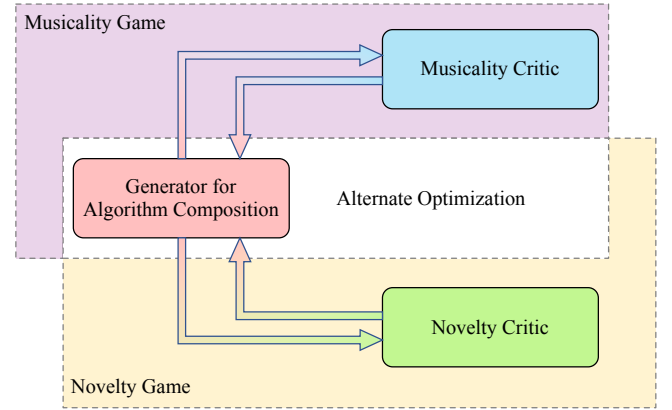 Musicality Game
Musicality Critic
Generator for
Algorithm Composition
Alternate Optimization
Novelty Critic
Novelty Game